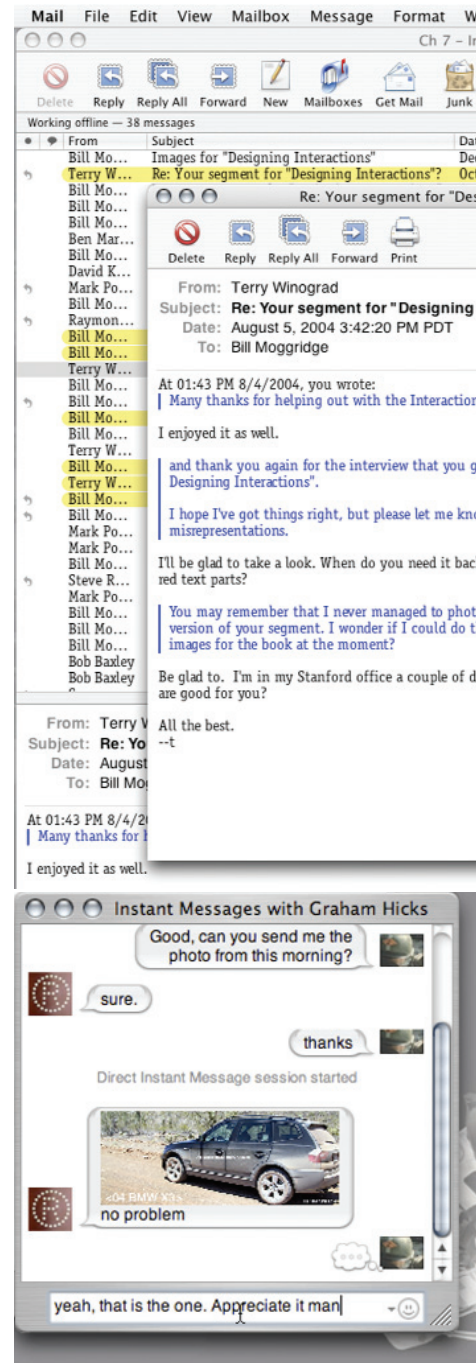 Mail File Edit View Mailbox Message Format W
Ch 7 – In
Delete Reply Reply All Forward New Mailboxes Get Mail Junk
Working offline — 38 messages
From Subject Dat
Bill Mo... Images for "Designing Interactions" Dec
Terry W... Re: Your segment for "Designing Interactions"? Oct
Bill Mo...
Bill Mo...
Bill Mo...
Ben Mar...
Bill Mo...
David K...
Mark Po...
Bill Mo...
Raymon...
Bill Mo...
Bill Mo...
Terry W...
Bill Mo...
Bill Mo...
Bill Mo...
Bill Mo...
Terry W...
Bill Mo...
Terry W...
Bill Mo...
Bill Mo...
Mark Po...
Mark Po...
Bill Mo...
Steve R...
Mark Po...
Bill Mo...
Bill Mo...
Bill Mo...
Bob Baxley
Bob Baxley
From: Terry W
Subject: Re: Yo
Date: August
To: Bill Mog
At 01:43 PM 8/4/20
Many thanks for h
I enjoyed it as well.
Re: Your segment for "Des
Delete Reply Reply All Forward Print
From: Terry Winograd
Subject: Re: Your segment for "Designing
Date: August 5, 2004 3:42:20 PM PDT
To: Bill Moggridge
At 01:43 PM 8/4/2004, you wrote:
Many thanks for helping out with the Interaction
I enjoyed it as well.
and thank you again for the interview that you g
Designing Interactions".
I hope I've got things right, but please let me kno
misrepresentations.
I'll be glad to take a look. When do you need it bac
red text parts?
You may remember that I never managed to phot
version of your segment. I wonder if I could do t
images for the book at the moment?
Be glad to. I'm in my Stanford office a couple of d
are good for you?
All the best.
--t
Instant Messages with Graham Hicks
Good, can you send me the
photo from this morning?
sure.
thanks
Direct Instant Message session started
<04 BMW X3>
no problem
yeah, that is the one. Appreciate it man